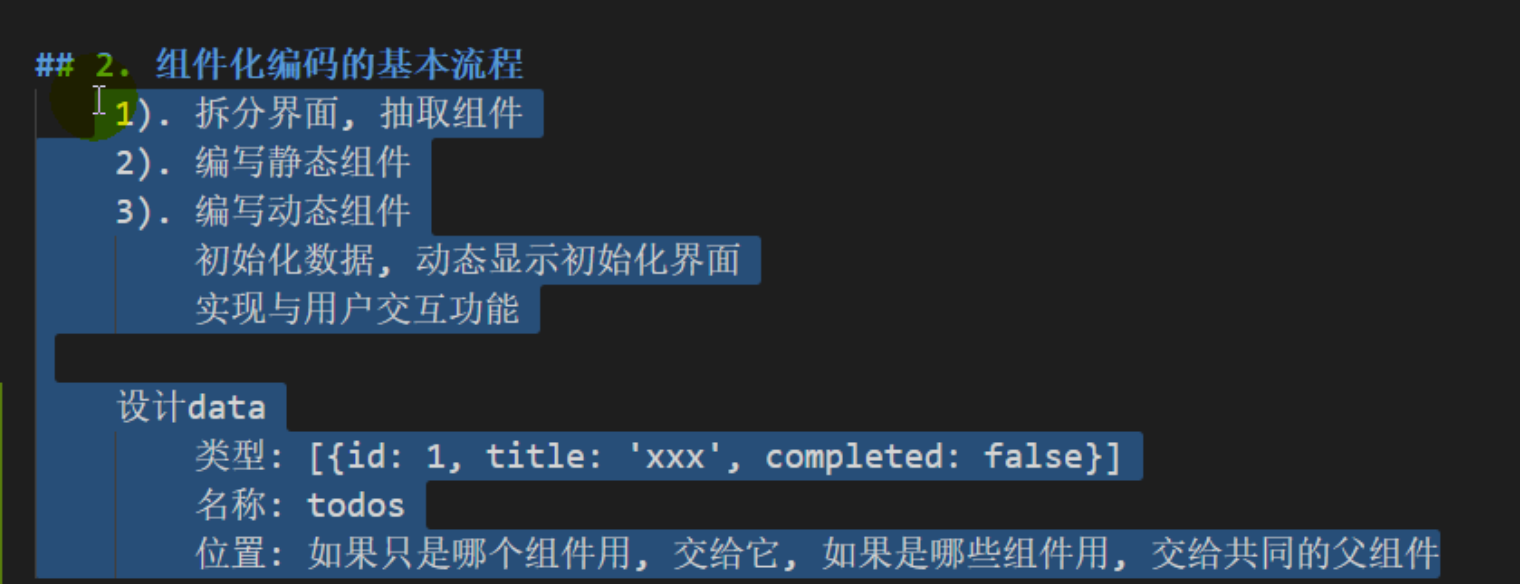 ## 2. 组件化编码的基本流程
1). 拆分界面, 抽取组件
2). 编写静态组件
3). 编写动态组件
初始化数据, 动态显示初始化界面
实现与用户交互功能
设计data
类型: [{id: 1, title: 'xxx', completed: false}]
名称: todos
位置: 如果只是哪个组件用, 交给它, 如果是哪些组件用, 交给共同的父组件